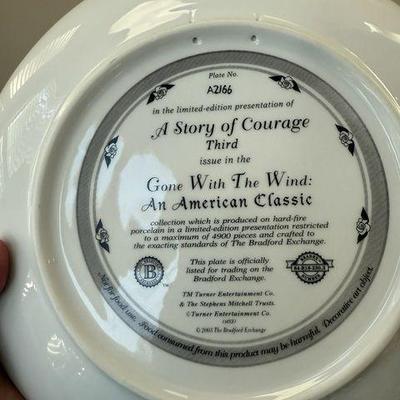 Plate No.
A2166
in the limited-edition presentation of
A Story of Courage
Third
issue in the
Gone With The Wind:
An American Classic
collection which is produced on hard-fire
porcelain in a limited-edition presentation restricted
to a maximum of 4900 pieces and crafted to
the exacting standards of The Bradford Exchange.
This plate is officially
listed for trading on the
Bradford Exchange.
B
TM
TM Turner Entertainment Co.
& The Stephens Mitchell Trusts.
©Turner Entertainment Co.
(s03)
©2003 The Bradford Exchange
Not for food use. Food consumed from this product may be harmful. Decorative art object.